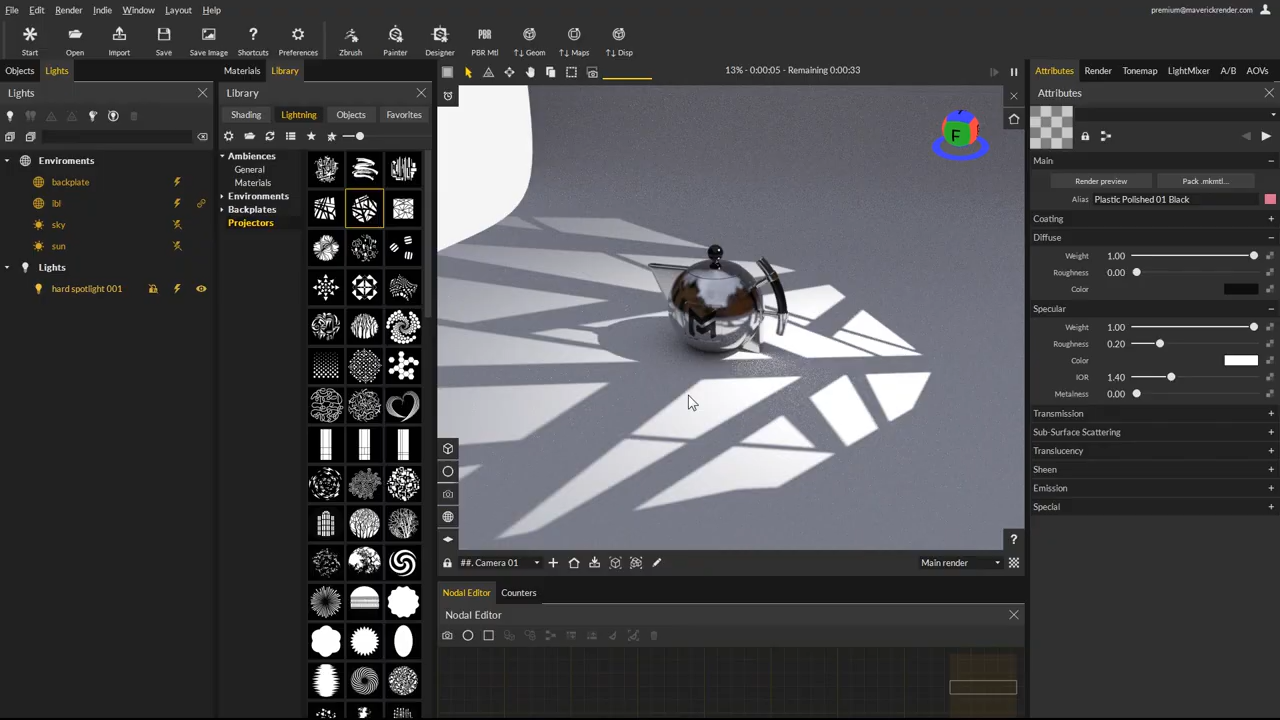 File Edit Render Indie Window Layout Help
premium@maverickrender.com
Start Open Import Save Save Image Shortcuts Preferences Zbrush Painter Designer PBR Mtl ↑↓ Geom ↑↓ Maps ↑↓ Disp
PBR
Objects Lights
Materials Library
13% - 0:00:05 - Remaining 0:00:33
Attributes Render Tonemap LightMixer A/B AOVs
Lights
Library
Attributes
Shading Lightning Objects Favorites
Enviroments
backplate
ibl
sky
sun
Lights
hard spotlight 001
Ambiences
General
Materials
Environments
Backplates
Projectors
F
M
Main
Render preview Pack .mkmtl...
Alias Plastic Polished 01 Black
Coating
Diffuse
Weight 1.00
Roughness 0.00
Color
Specular
Weight 1.00
Roughness 0.20
Color
IOR 1.40
Metalness 0.00
Transmission
Sub-Surface Scattering
Translucency
Sheen
Emission
Special
##. Camera 01
Main render
Nodal Editor Counters
Nodal Editor